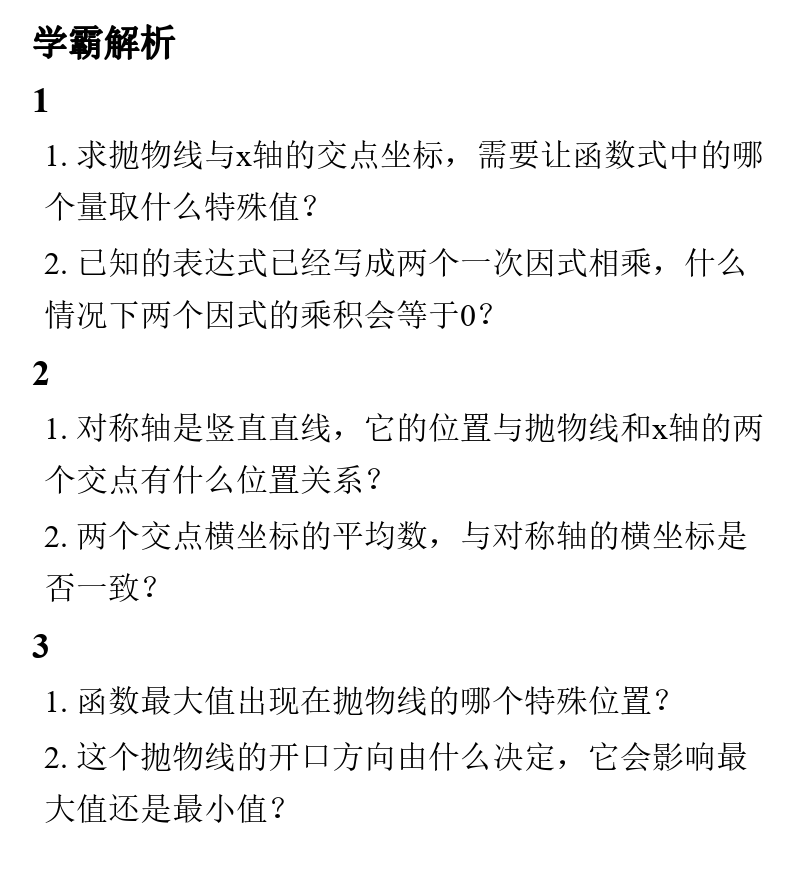 学霸解析
1
1. 求抛物线与x轴的交点坐标，需要让函数式中的哪
个量取什么特殊值？
2. 已知的表达式已经写成两个一次因式相乘，什么
情况下两个因式的乘积会等于0？
2
1. 对称轴是竖直直线，它的位置与抛物线和x轴的两
个交点有什么位置关系？
2. 两个交点横坐标的平均数，与对称轴的横坐标是
否一致？
3
1. 函数最大值出现在抛物线的哪个特殊位置？
2. 这个抛物线的开口方向由什么决定，它会影响最
大值还是最小值？